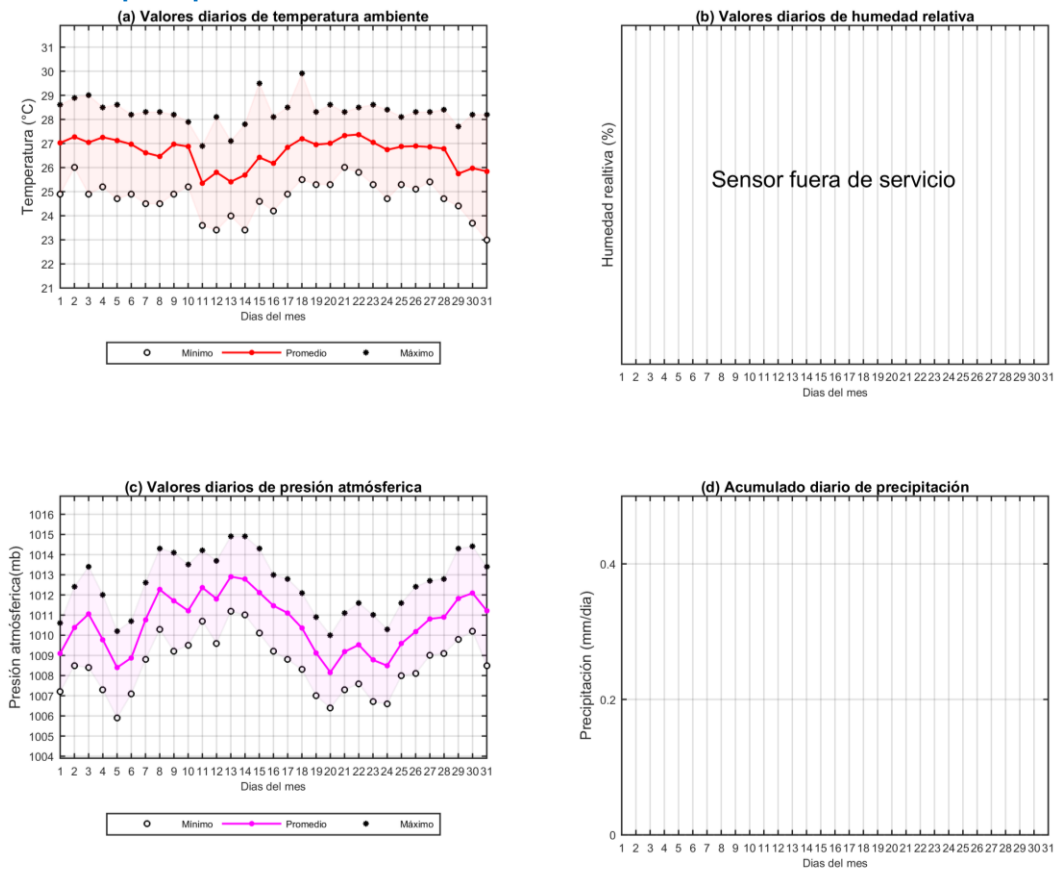 (a) Valores diarios de temperatura ambiente
31
30
29
28
27
26
25
24
23
22
21
Temperatura (°C)
1 2 3 4 5 6 7 8 9 10 11 12 13 14 15 16 17 18 19 20 21 22 23 24 25 26 27 28 29 30 31
Dias del mes
Mínimo Promedio Máximo
(b) Valores diarios de humedad relativa
Humedad realtiva (%)
Sensor fuera de servicio
1 2 3 4 5 6 7 8 9 10 11 12 13 14 15 16 17 18 19 20 21 22 23 24 25 26 27 28 29 30 31
Dias del mes
(c) Valores diarios de presión atmósferica
1016
1015
1014
1013
1012
1011
1010
1009
1008
1007
1006
1005
1004
Presión atmósferica(mb)
1 2 3 4 5 6 7 8 9 10 11 12 13 14 15 16 17 18 19 20 21 22 23 24 25 26 27 28 29 30 31
Dias del mes
Mínimo Promedio Máximo
(d) Acumulado diario de precipitación
0.4
0.2
0
Precipitación (mm/dia)
1 2 3 4 5 6 7 8 9 10 11 12 13 14 15 16 17 18 19 20 21 22 23 24 25 26 27 28 29 30 31
Dias del mes